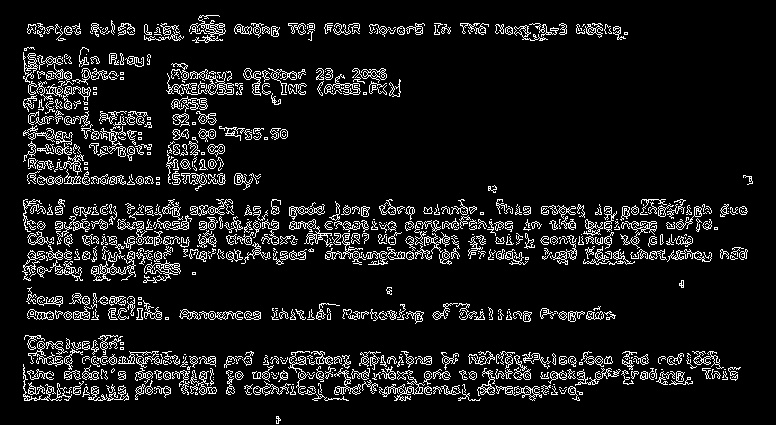 Market Pulse List ARSS Among TOP FOUR Movers In The Next 1-3 Weeks.
Stock in Play!
Trade Date: Monday, October 23, 2006
Company: AMEROSSI EC INC (ARSS.PK)
Ticker: ARSS
Current Price: $2.05
5-Day Target: $4.00 - $5.50
3-Week Target: $12.00
Rating: 10(10)
Recommendation: STRONG BUY
This quick rising stock is a good long term winner. This stock is going high due
to superb business solutions and creative partnerships in the business world.
Could this company be the next PFIZER? We expect it will continue to climb
especially after "Market Pulses" announcement on Friday. Just read what they had
to say about ARSS .
News Release:
Amerossi EC Inc. Announces Initial Marketing of Drilling Program
Conclusion:
These recommendations are investment opinions of Market-Pulse.com and reflect
the stock's potential to move over the next one to three weeks of trading. This
analysis is done from a technical and fundamental perspective.